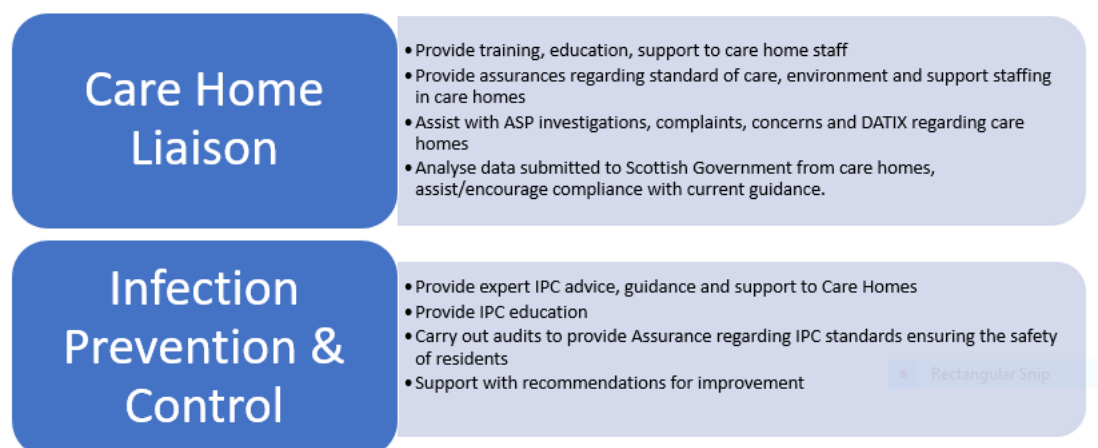 Care Home
Liaison
•Provide training, education, support to care home staff
•Provide assurances regarding standard of care, environment and support staffing
in care homes
•Assist with ASP investigations, complaints, concerns and DATIX regarding care
homes
•Analyse data submitted to Scottish Government from care homes,
assist/encourage compliance with current guidance.
Infection
Prevention &
Control
•Provide expert IPC advice, guidance and support to Care Homes
•Provide IPC education
•Carry out audits to provide Assurance regarding IPC standards ensuring the safety
of residents
•Support with recommendations for improvement
Rectangular Snip